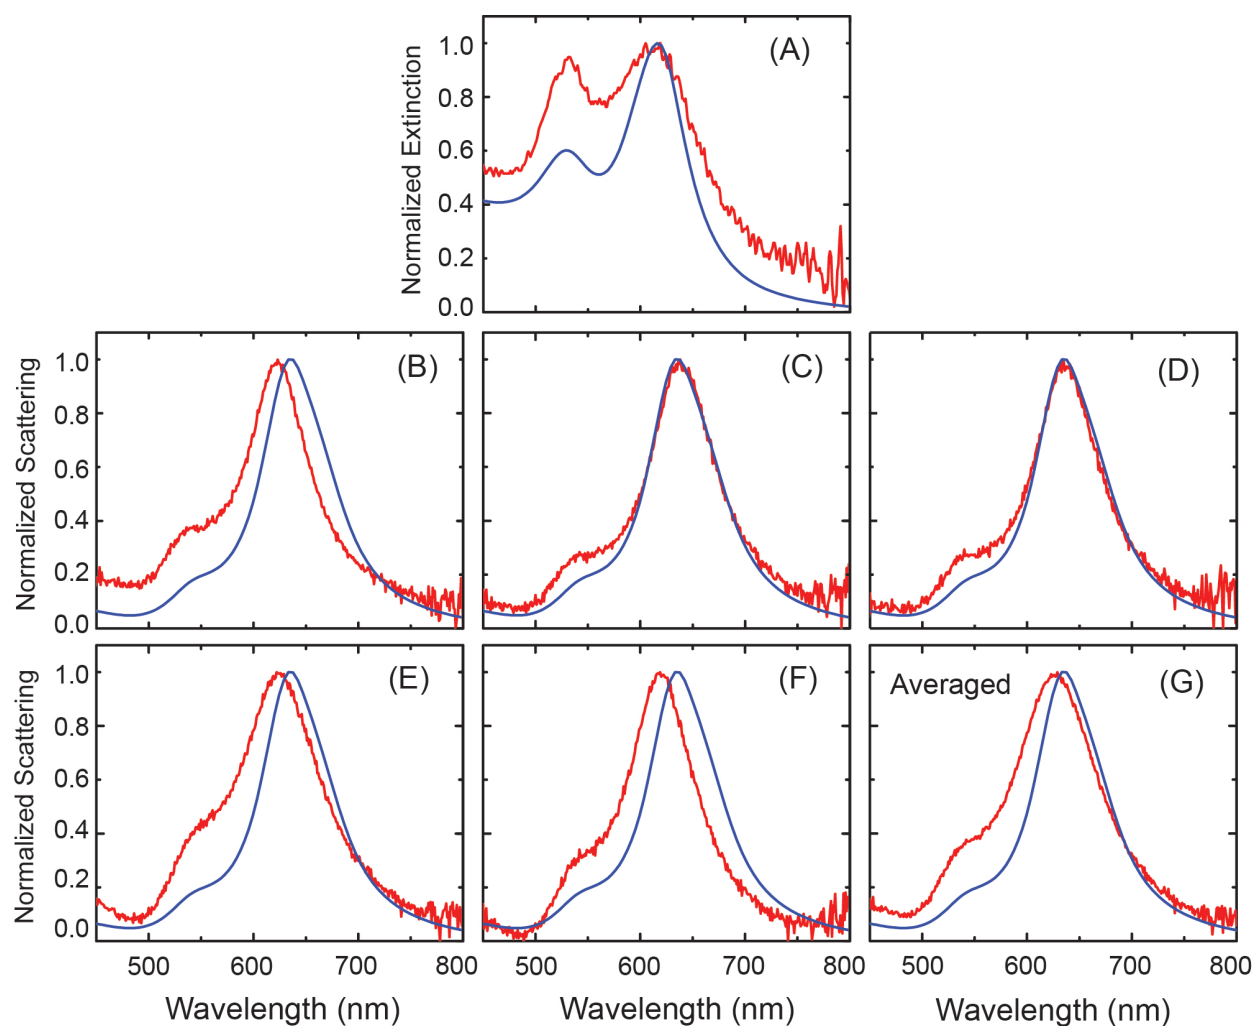 (A)
Normalized Extinction
1.0
0.8
0.6
0.4
0.2
0.0
(B)
Normalized Scattering
1.0
0.8
0.6
0.4
0.2
0.0
(C)
(D)
(E)
Normalized Scattering
1.0
0.8
0.6
0.4
0.2
0.0
500 600 700 800
Wavelength (nm)
(F)
500 600 700 800
Wavelength (nm)
Averaged (G)
500 600 700 800
Wavelength (nm)